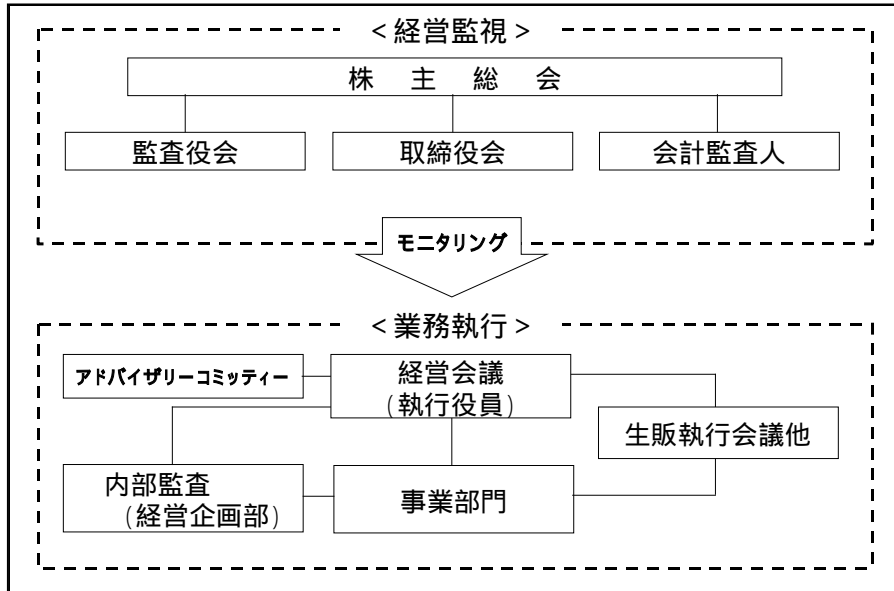 ＜経営監視＞
株　主　総　会
監査役会
取締役会
会計監査人
モニタリング
＜業務執行＞
アドバイザリーコミッティー
経営会議
（執行役員）
生販執行会議他
内部監査
（経営企画部）
事業部門